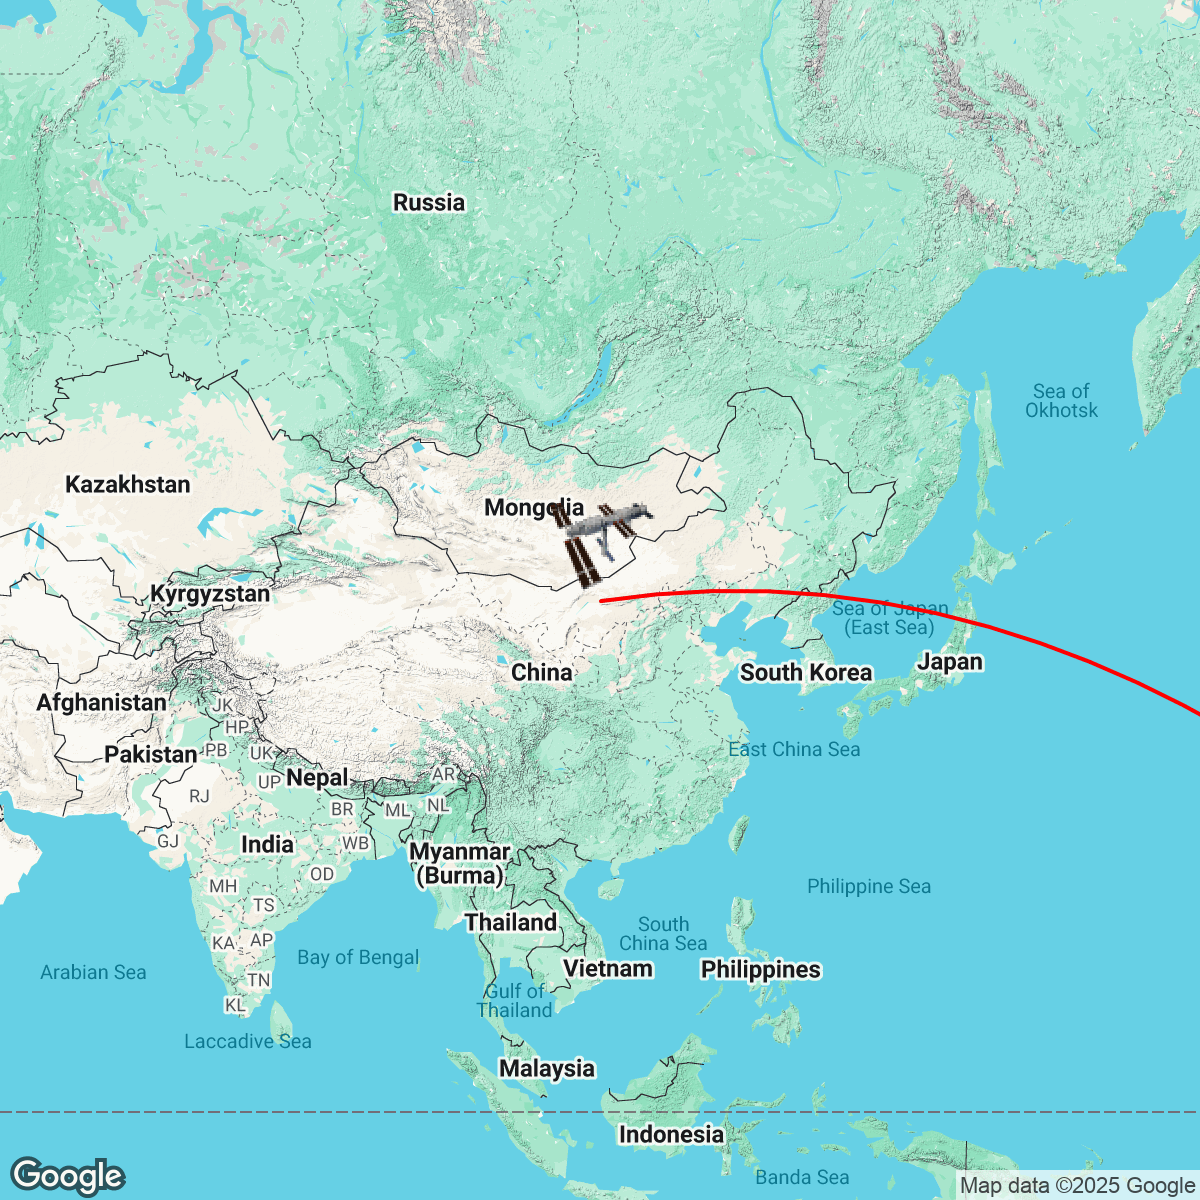 Russia
Sea of
Okhotsk
Kazakhstan
Mongolia
Kyrgyzstan
Sea of Japan
(East Sea)
China
South Korea
Japan
Afghanistan
JK
HP
Pakistan
PB
UK
East China Sea
Nepal
AR
UP
RJ
BR
ML
NL
GJ
India
WB
Myanmar
(Burma)
OD
MH
Philippine Sea
TS
Thailand
South
China Sea
KA
AP
Bay of Bengal
Arabian Sea
Vietnam
Philippines
TN
Gulf of
Thailand
KL
Laccadive Sea
Malaysia
Indonesia
Banda Sea
Google
Map data ©2025 Google